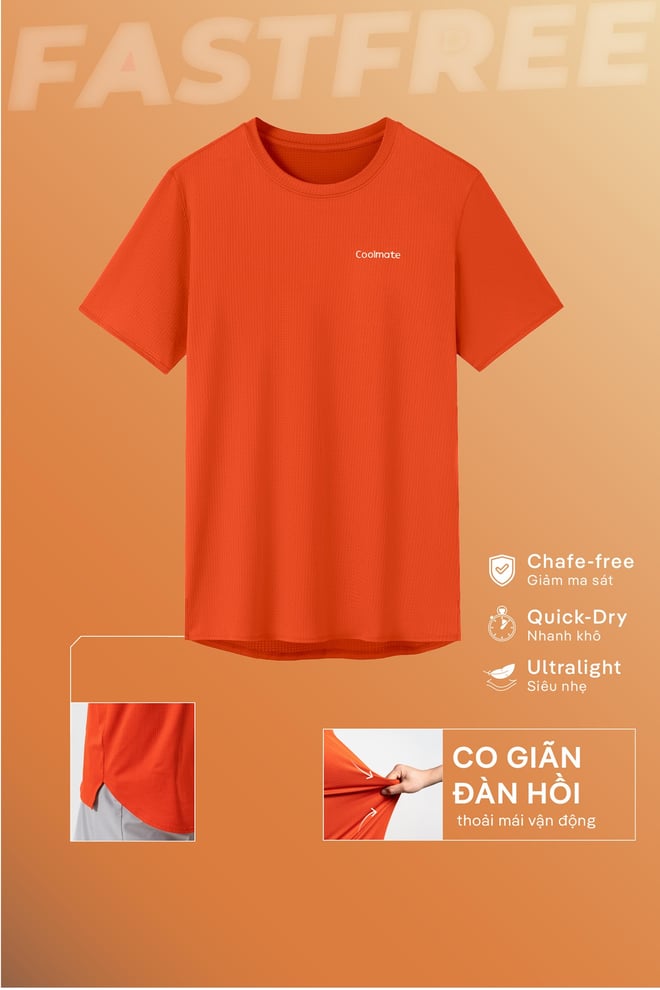 FASTFREE
Coolmate
Chafe-free
Giảm ma sát
Quick-Dry
Nhanh khô
Ultralight
Siêu nhẹ
CO GIÃN
ĐÀN HỒI
thoải mái vận động